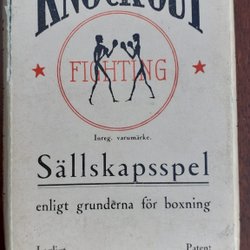 KNOCKOUT
FIGHTING
Inreg. varumärke.
Sällskapsspel
enligt grunderna för boxning
Patent